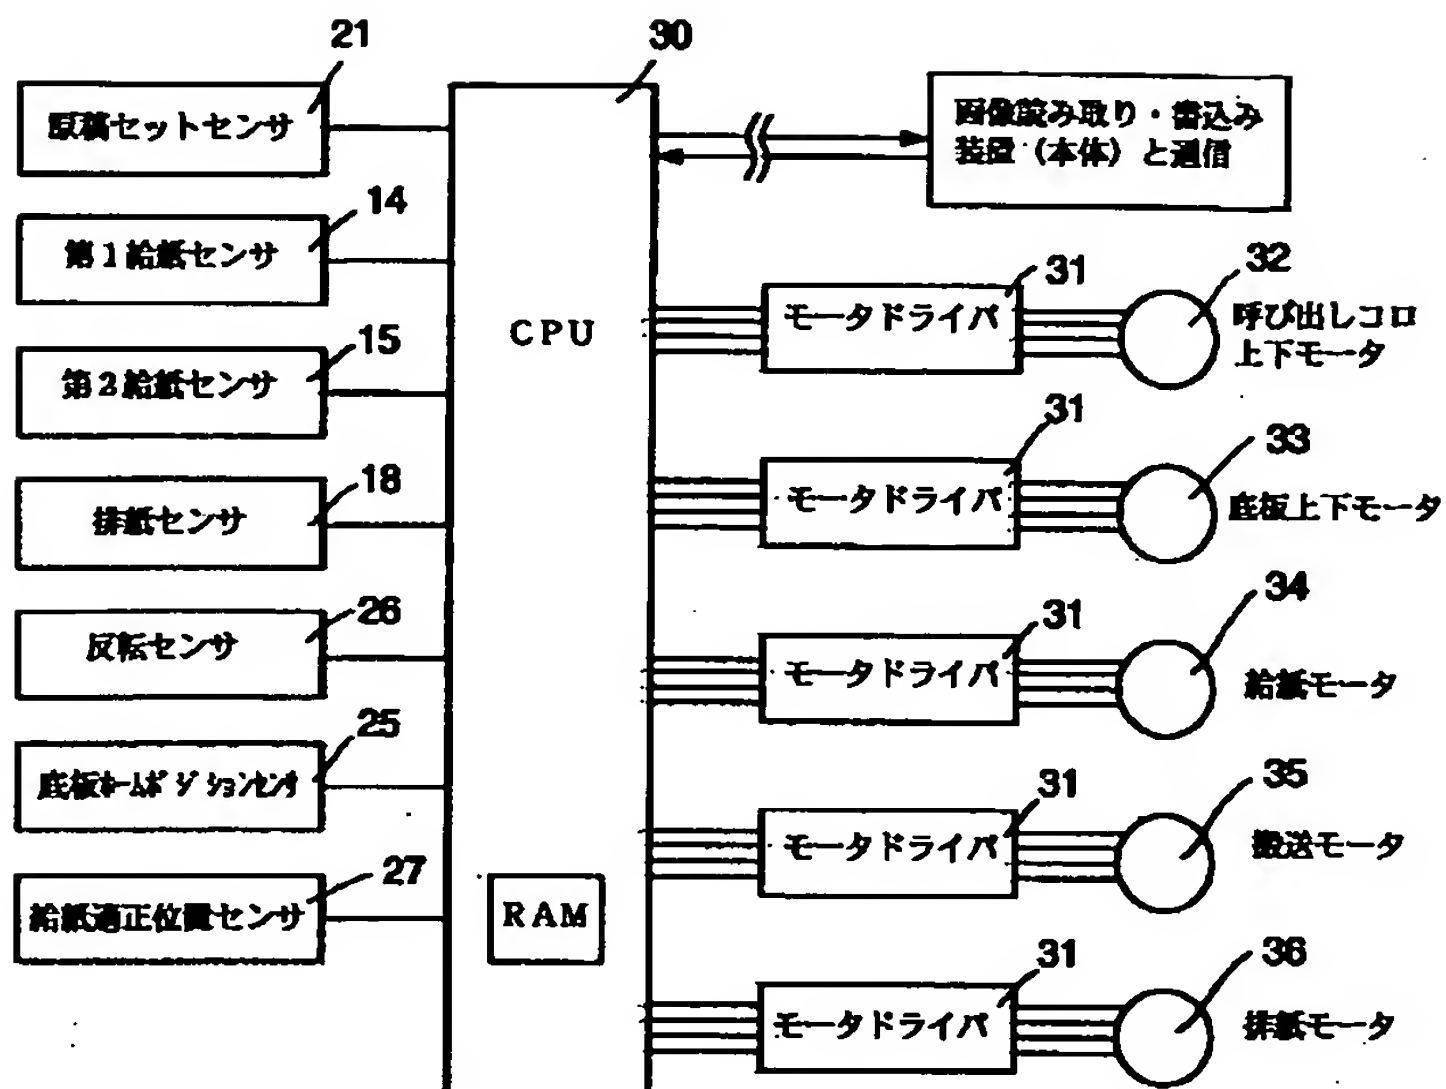 21
原稿セットセンサ
14
第1給紙センサ
15
第2給紙センサ
18
排紙センサ
26
反転センサ
25
底板ﾎｰﾑﾎﾟｼﾞｼｮﾝｾﾝｻ
27
給紙適正位置センサ
30
CPU
RAM
画像読み取り・書込み
装置(本体)と通信
31
モータドライバ
32
呼び出しコロ
上下モータ
31
モータドライバ
33
底板上下モータ
31
モータドライバ
34
給紙モータ
31
モータドライバ
35
搬送モータ
31
モータドライバ
36
排紙モータ